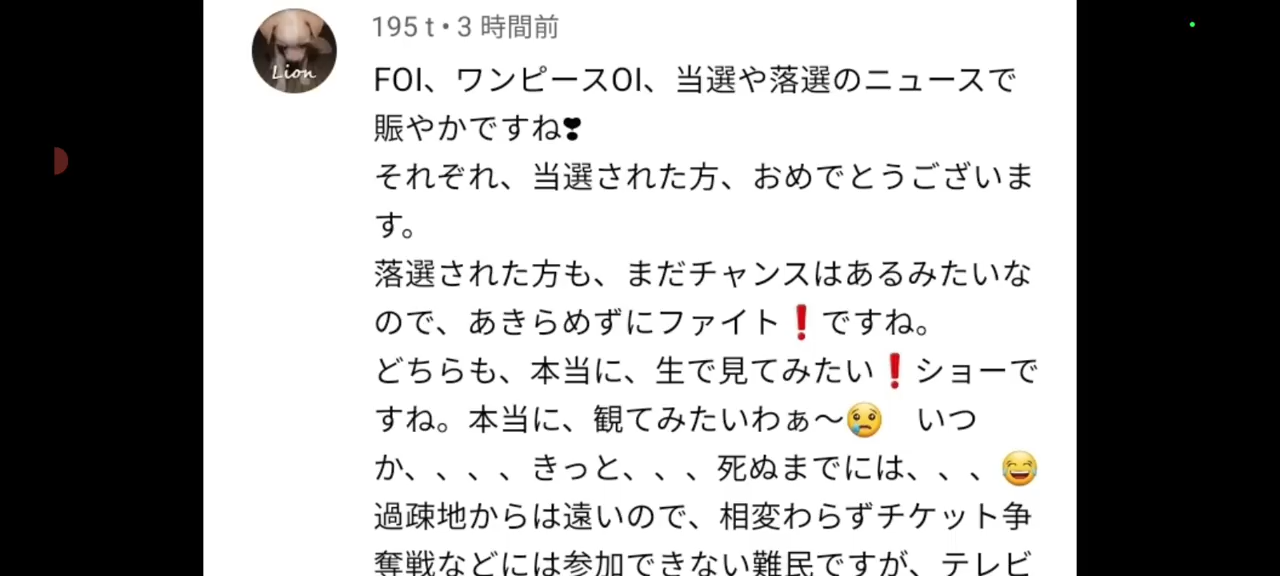 195 t • 3 時間前
Lion
FOI、ワンピースOI、当選や落選のニュースで
賑やかですね❣
それぞれ、当選された方、おめでとうございま
す。
落選された方も、まだチャンスはあるみたいな
ので、あきらめずにファイト❗ですね。
どちらも、本当に、生で見てみたい❗ショーで
すね。本当に、観てみたいわぁ〜😢　いつ
か、、、、きっと、、、死ぬまでには、、、😂
過疎地からは遠いので、相変わらずチケット争
奪戦などには参加できない難民ですが、テレビ